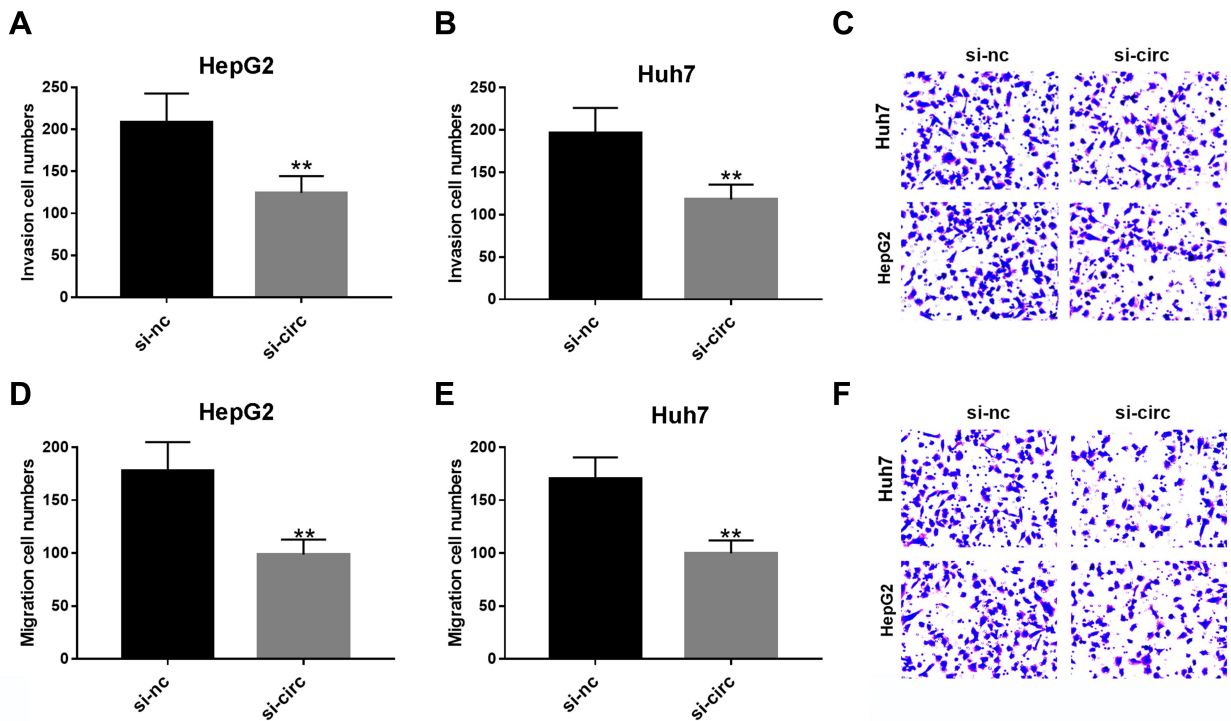 A
HepG2
Invasion cell numbers
250
200
150
100
50
0
**
si-nc
si-circ
B
Huh7
Invasion cell numbers
250
200
150
100
50
0
**
si-nc
si-circ
C
si-nc
si-circ
Huh7
HepG2
D
HepG2
Migration cell numbers
200
150
100
50
0
**
si-nc
si-circ
E
Huh7
Migration cell numbers
200
150
100
50
0
**
si-nc
si-circ
F
si-nc
si-circ
Huh7
HepG2